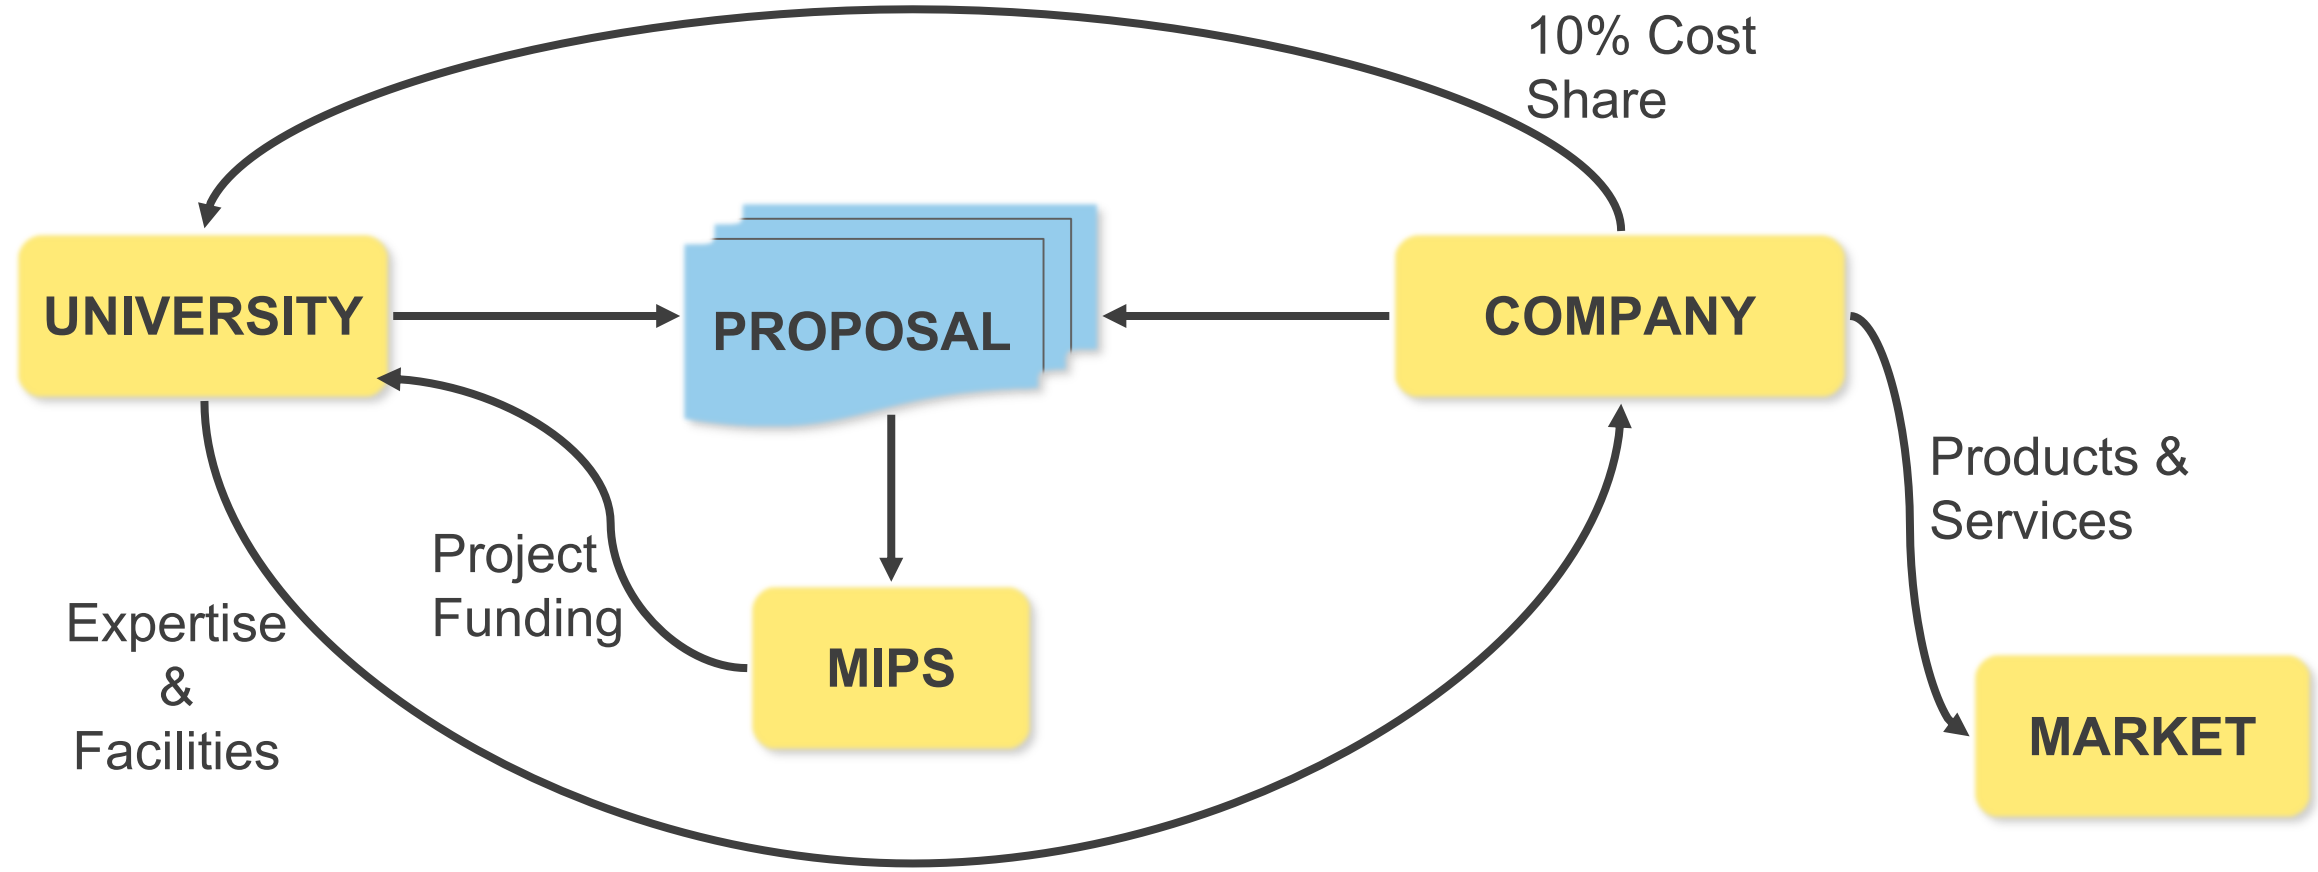 10% Cost
Share
UNIVERSITY
PROPOSAL
COMPANY
Products &
Services
Project
Funding
Expertise
&
Facilities
MIPS
MARKET